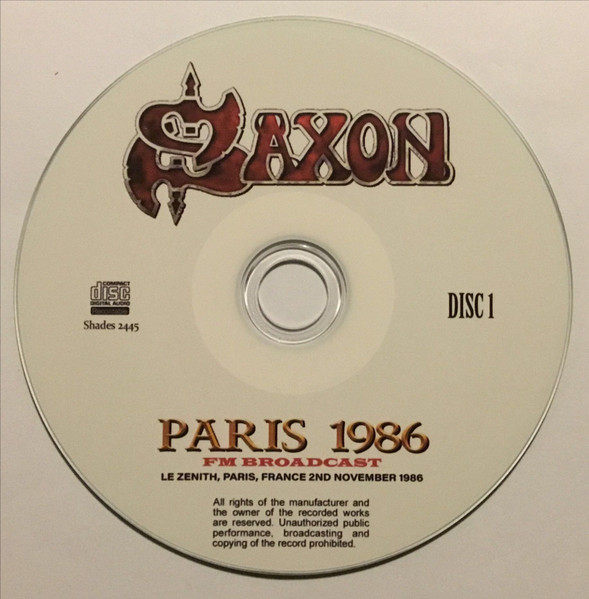 SAXON
COMPACT
disc
DIGITAL AUDIO
Shades 2445
DISC 1
PARIS 1986
FM BROADCAST
LE ZENITH, PARIS, FRANCE 2ND NOVEMBER 1986
All rights of the manufacturer and
the owner of the recorded works
are reserved. Unauthorized public
performance, broadcasting and
copying of the record prohibited.